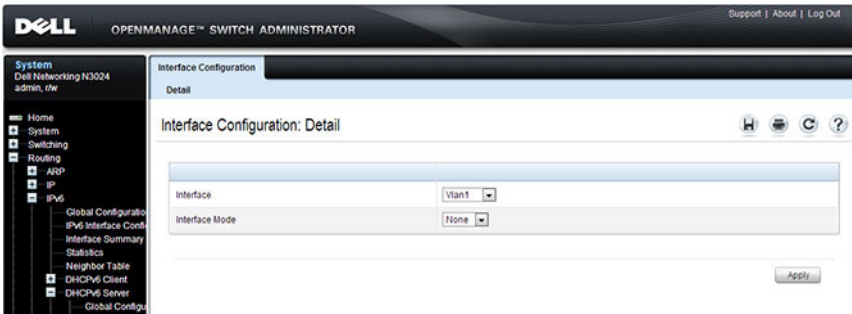 Support | About | Log Out
DELL OPENMANAGE™ SWITCH ADMINISTRATOR
System
Dell Networking N3024
admin, r/w
Home
System
Switching
Routing
ARP
IP
IPv6
Global Configuratio
IPv6 Interface Confi
Interface Summary
Statistics
Neighbor Table
DHCPv6 Client
DHCPv6 Server
Global Configu
Interface Configuration
Detail
Interface Configuration: Detail
Interface Vlan1
Interface Mode None
Apply